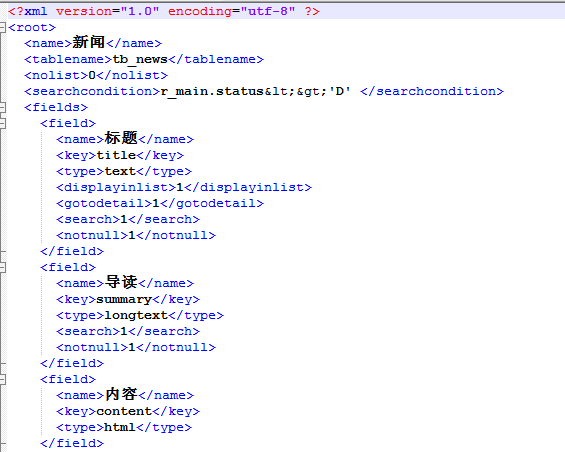 <?xml version="1.0" encoding="utf-8" ?>
<root>
<name>新闻</name>
<tablename>tb_news</tablename>
<nolist>0</nolist>
<searchcondition>r_main.status&lt;&gt;'D' </searchcondition>
<fields>
<field>
<name>标题</name>
<key>title</key>
<type>text</type>
<displayinlist>1</displayinlist>
<gotodetail>1</gotodetail>
<search>1</search>
<notnull>1</notnull>
</field>
<field>
<name>导读</name>
<key>summary</key>
<type>longtext</type>
<search>1</search>
<notnull>1</notnull>
</field>
<field>
<name>内容</name>
<key>content</key>
<type>html</type>
</field>